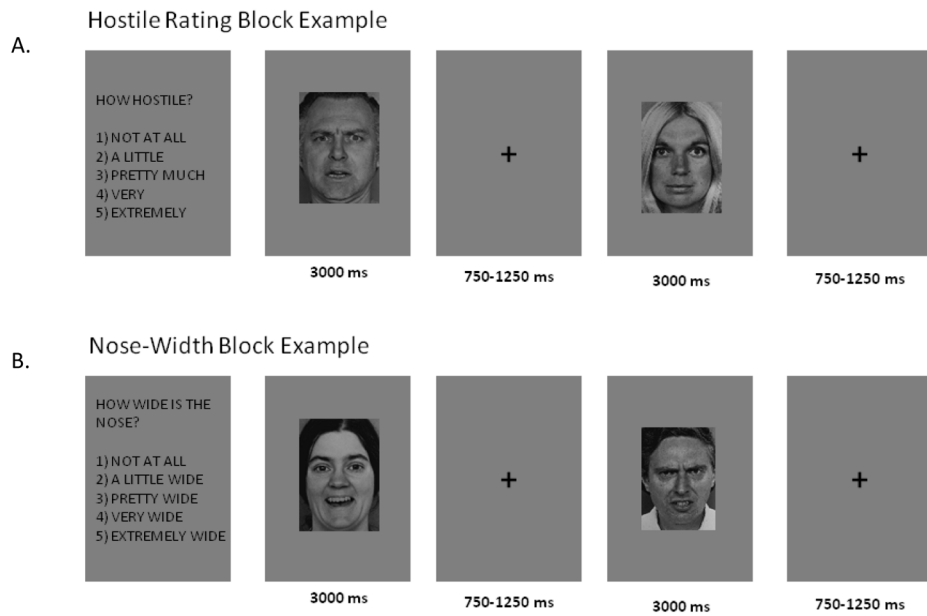 Hostile Rating Block Example
A.
HOW HOSTILE?
1) NOT AT ALL
2) A LITTLE
3) PRETTY MUCH
4) VERY
5) EXTREMELY
+
+
3000 ms
750-1250 ms
3000 ms
750-1250 ms
Nose-Width Block Example
B.
HOW WIDE IS THE
NOSE?
1) NOT AT ALL
2) A LITTLE WIDE
3) PRETTY WIDE
4) VERY WIDE
5) EXTREMELY WIDE
+
+
3000 ms
750-1250 ms
3000 ms
750-1250 ms